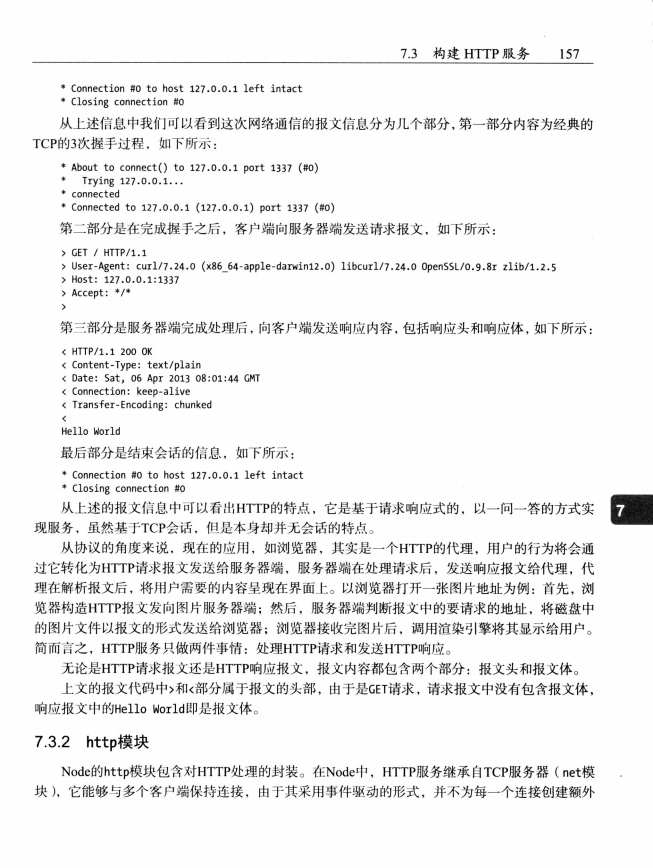 7.3 构建 HTTP 服务 157
* Connection #0 to host 127.0.0.1 left intact
* Closing connection #0
从上述信息中我们可以看到这次网络通信的报文信息分为几个部分，第一部分内容为经典的
TCP的3次握手过程，如下所示：
* About to connect() to 127.0.0.1 port 1337 (#0)
*   Trying 127.0.0.1...
* connected
* Connected to 127.0.0.1 (127.0.0.1) port 1337 (#0)
第二部分是在完成握手之后，客户端向服务器端发送请求报文，如下所示：
> GET / HTTP/1.1
> User-Agent: curl/7.24.0 (x86_64-apple-darwin12.0) libcurl/7.24.0 OpenSSL/0.9.8r zlib/1.2.5
> Host: 127.0.0.1:1337
> Accept: */*
>
第三部分是服务器端完成处理后，向客户端发送响应内容，包括响应头和响应体，如下所示：
< HTTP/1.1 200 OK
< Content-Type: text/plain
< Date: Sat, 06 Apr 2013 08:01:44 GMT
< Connection: keep-alive
< Transfer-Encoding: chunked
<
Hello World
最后部分是结束会话的信息，如下所示：
* Connection #0 to host 127.0.0.1 left intact
* Closing connection #0
从上述的报文信息中可以看出HTTP的特点，它是基于请求响应式的，以一问一答的方式实
现服务，虽然基于TCP会话，但是本身却并无会话的特点。
7
从协议的角度来说，现在的应用，如浏览器，其实是一个HTTP的代理，用户的行为将会通
过它转化为HTTP请求报文发送给服务器端，服务器端在处理请求后，发送响应报文给代理，代
理在解析报文后，将用户需要的内容呈现在界面上。以浏览器打开一张图片地址为例：首先，浏
览器构造HTTP报文发向图片服务器端；然后，服务器端判断报文中的要请求的地址，将磁盘中
的图片文件以报文的形式发送给浏览器；浏览器接收完图片后，调用渲染引擎将其显示给用户。
简而言之，HTTP服务只做两件事情：处理HTTP请求和发送HTTP响应。
无论是HTTP请求报文还是HTTP响应报文，报文内容都包含两个部分：报文头和报文体。
上文的报文代码中>和<部分属于报文的头部，由于是GET请求，请求报文中没有包含报文体，
响应报文中的Hello World即是报文体。
7.3.2 http模块
Node的http模块包含对HTTP处理的封装。在Node中，HTTP服务继承自TCP服务器（net模
块），它能够与多个客户端保持连接，由于其采用事件驱动的形式，并不为每一个连接创建额外